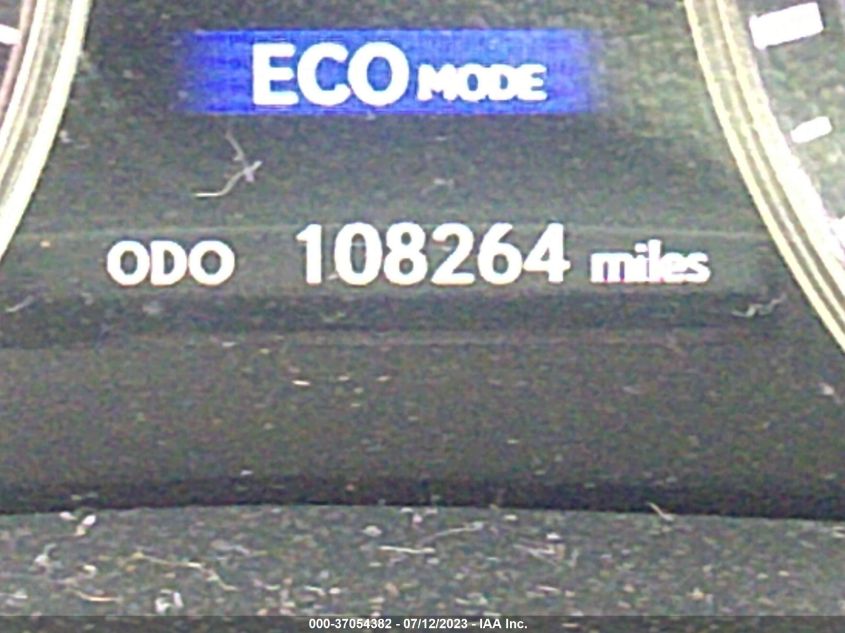 ECO MODE
ODO 108264 miles
000-37054382 - 07/12/2023 - IAA Inc.